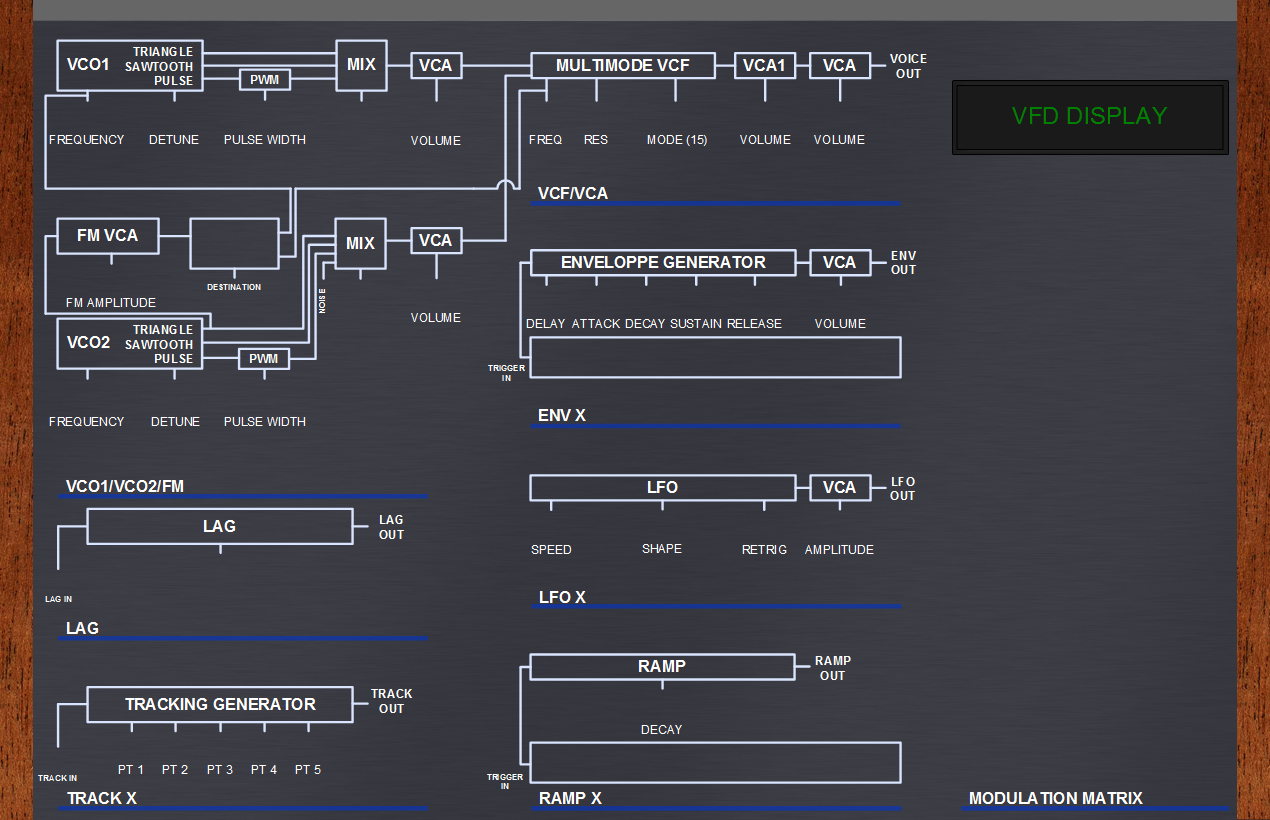 VCO1
TRIANGLE
SAWTOOTH
PULSE
PWM
MIX
VCA
FREQUENCY
DETUNE
PULSE WIDTH
VOLUME
FM VCA
FM AMPLITUDE
DESTINATION
MIX
NOISE
VCA
VOLUME
VCO2
TRIANGLE
SAWTOOTH
PULSE
PWM
FREQUENCY
DETUNE
PULSE WIDTH
VCO1/VCO2/FM
LAG
LAG
OUT
LAG IN
LAG
TRACKING GENERATOR
TRACK
OUT
TRACK IN
PT 1
PT 2
PT 3
PT 4
PT 5
TRACK X
MULTIMODE VCF
VCA1
VCA
VOICE
OUT
FREQ
RES
MODE (15)
VOLUME
VOLUME
VCF/VCA
ENVELOPPE GENERATOR
VCA
ENV
OUT
DELAY
ATTACK
DECAY
SUSTAIN
RELEASE
VOLUME
TRIGGER
IN
ENV X
LFO
VCA
LFO
OUT
SPEED
SHAPE
RETRIG
AMPLITUDE
LFO X
RAMP
RAMP
OUT
DECAY
TRIGGER
IN
RAMP X
VFD DISPLAY
MODULATION MATRIX